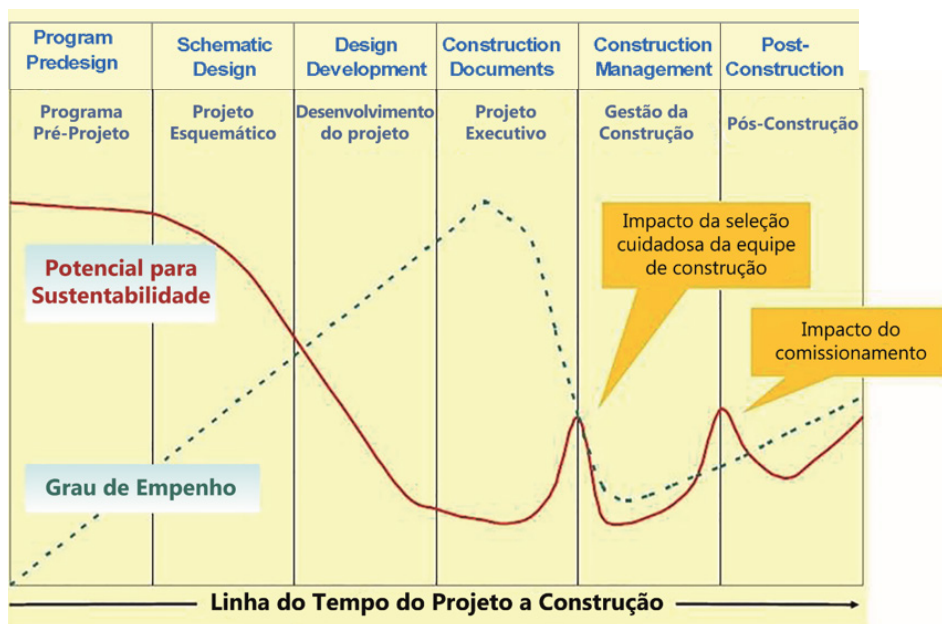 Program
Predesign
Schematic
Design
Design
Development
Construction
Documents
Construction
Management
Post-
Construction
Programa
Pré-Projeto
Projeto
Esquemático
Desenvolvimento
do projeto
Projeto
Executivo
Gestão da
Construção
Pós-Construção
Impacto da seleção
cuidadosa da equipe
de construção
Potencial para
Sustentabilidade
Impacto do
comissionamento
Grau de Empenho
Linha do Tempo do Projeto a Construção